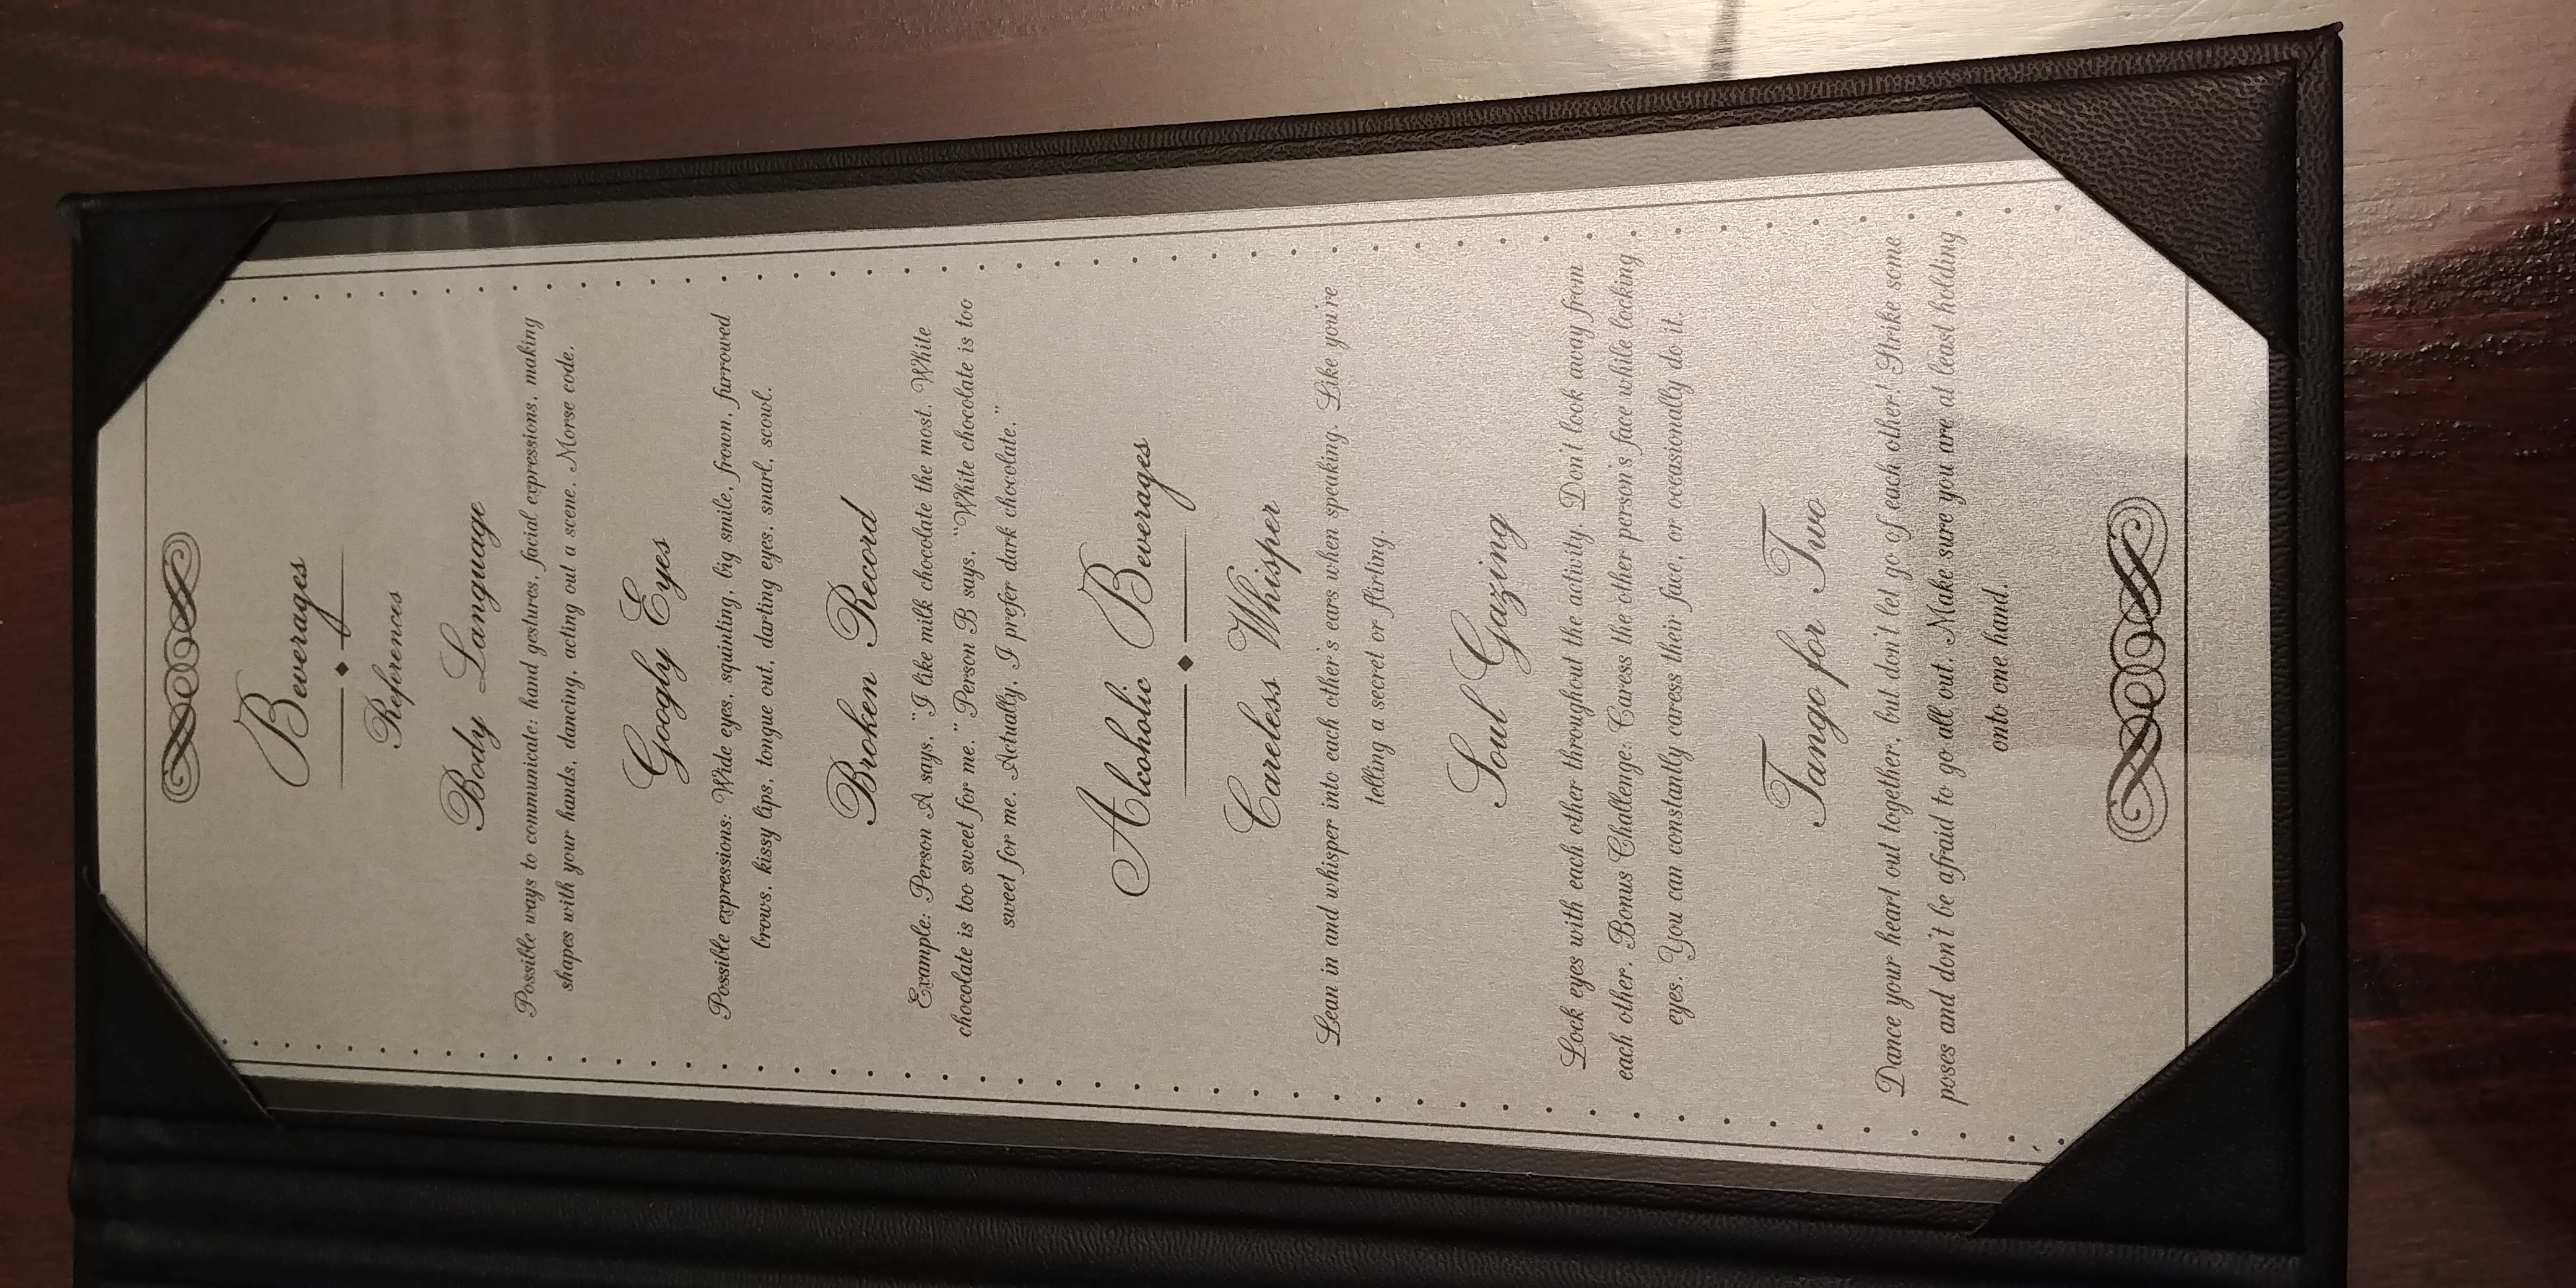 Beverages
References
Body Language
Possible ways to communicate: hand gestures, facial expressions, making
shapes with your hands, dancing, acting out a scene, Morse code.
Googly Eyes
Possible expressions: Wide eyes, squinting, big smile, frown, furrowed
brows, kissy lips, tongue out, darting eyes, snarl, scowl.
Broken Record
Example: Person A says, "I like milk chocolate the most. White
chocolate is too sweet for me." Person B says, "White chocolate is too
sweet for me. Actually, I prefer dark chocolate."
Alcoholic Beverages
Careless Whisper
Lean in and whisper into each other's ears when speaking. Like you're
telling a secret or flirting.
Soul Gazing
Lock eyes with each other throughout the activity. Don't look away from
each other. Bonus Challenge: Caress the other person's face while locking
eyes. You can constantly caress their face, or occasionally do it.
Tango for Two
Dance your heart out together, but don't let go of each other! Strike some
poses and don't be afraid to go all out. Make sure you are at least holding
onto one hand.